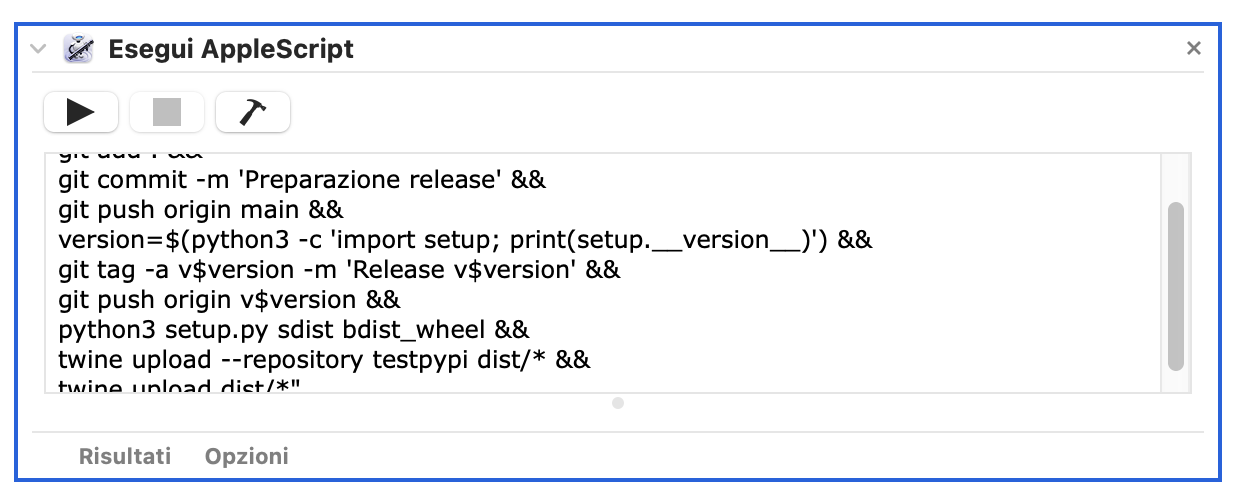 Esegui AppleScript
git add . &&
git commit -m 'Preparazione release' &&
git push origin main &&
version=$(python3 -c 'import setup; print(setup.__version__)') &&
git tag -a v$version -m 'Release v$version' &&
git push origin v$version &&
python3 setup.py sdist bdist_wheel &&
twine upload --repository testpypi dist/* &&
twine upload dist/*"
Risultati Opzioni